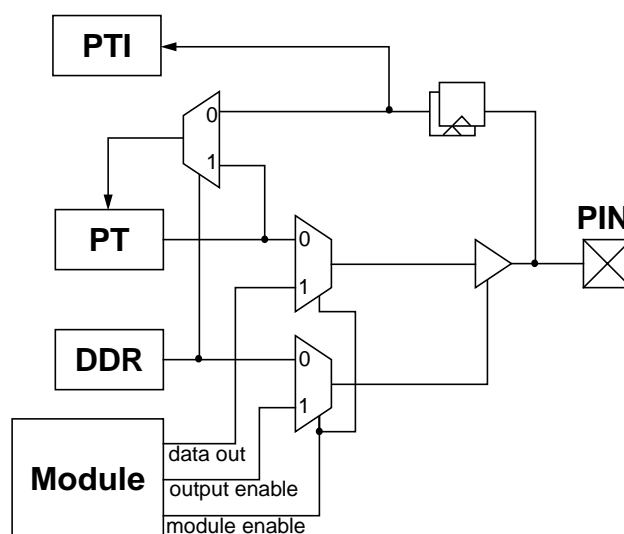 PTI
0
1
PT
PIN
0
1
DDR
0
1
Module
data out
output enable
module enable